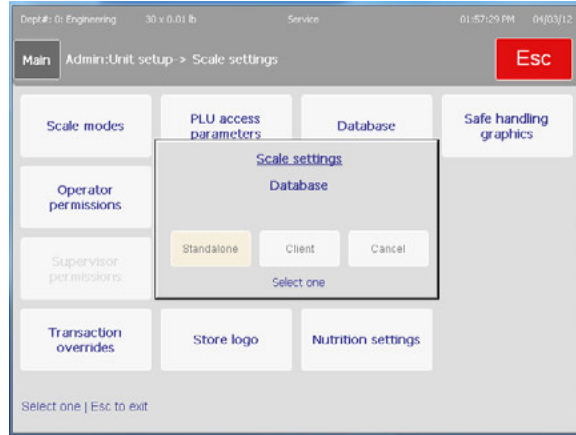 Dept#: 0: Engineering 30 x 0.01 lb Service 01:57:29 PM 04/03/12
Main Admin:Unit setup-> Scale settings Esc
Scale modes
PLU access
parameters
Database
Safe handling
graphics
Scale settings
Database
Operator
permissions
Standalone Client Cancel
Select one
Supervisor
permissions
Transaction
overrides
Store logo
Nutrition settings
Select one | Esc to exit